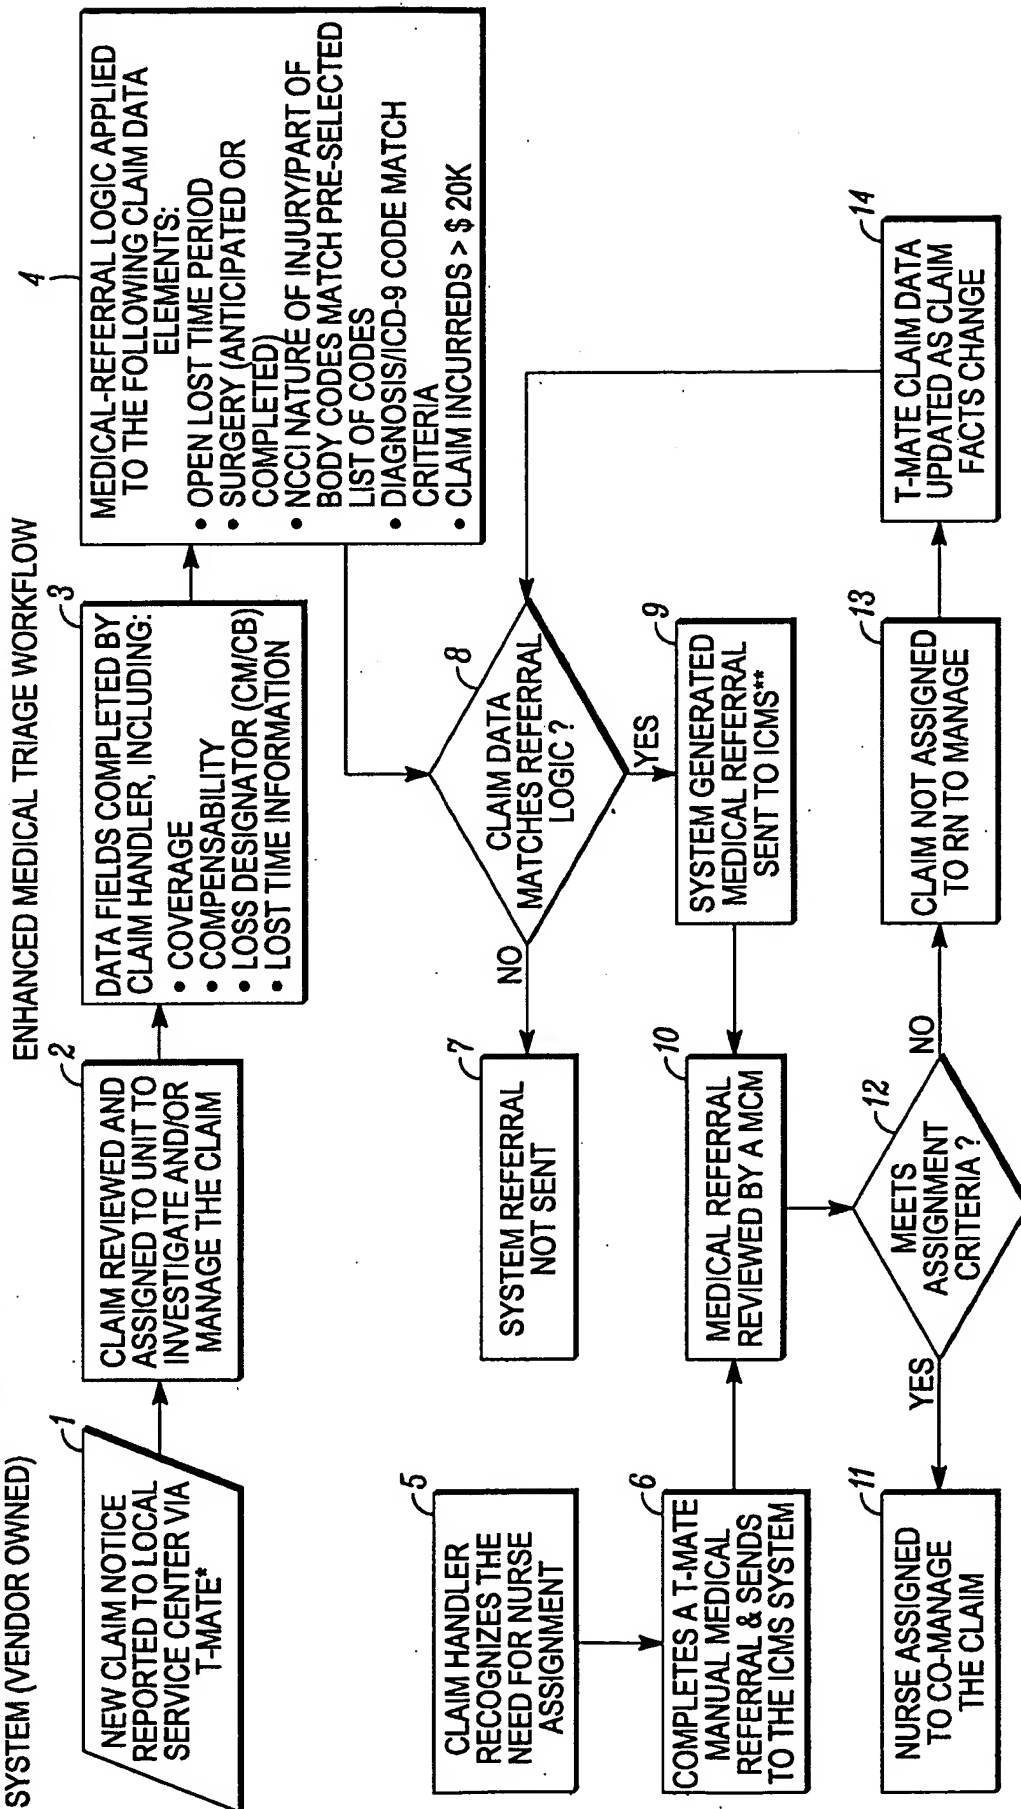 SYSTEM (VENDOR OWNED)
ENHANCED MEDICAL TRIAGE WORKFLOW
1
NEW CLAIM NOTICE
REPORTED TO LOCAL
SERVICE CENTER VIA
T-MATE*
2
CLAIM REVIEWED AND
ASSIGNED TO UNIT TO
INVESTIGATE AND/OR
MANAGE THE CLAIM
3
DATA FIELDS COMPLETED BY
CLAIM HANDLER, INCLUDING:
• COVERAGE
• COMPENSABILITY
• LOSS DESIGNATOR (CM/CB)
• LOST TIME INFORMATION
4
MEDICAL-REFERRAL LOGIC APPLIED
TO THE FOLLOWING CLAIM DATA
ELEMENTS:
• OPEN LOST TIME PERIOD
• SURGERY (ANTICIPATED OR
COMPLETED)
• NCCI NATURE OF INJURY/PART OF
BODY CODES MATCH PRE-SELECTED
LIST OF CODES
• DIAGNOSIS/ICD-9 CODE MATCH
CRITERIA
• CLAIM INCURREDS > $ 20K
5
CLAIM HANDLER
RECOGNIZES THE
NEED FOR NURSE
ASSIGNMENT
6
COMPLETES A T-MATE
MANUAL MEDICAL
REFERRAL & SENDS
TO THE ICMS SYSTEM
7
SYSTEM REFERRAL
NOT SENT
NO
8
CLAIM DATA
MATCHES REFERRAL
LOGIC ?
YES
9
SYSTEM GENERATED
MEDICAL REFERRAL
SENT TO ICMS**
10
MEDICAL REFERRAL
REVIEWED BY A MCM
11
NURSE ASSIGNED
TO CO-MANAGE
THE CLAIM
YES
12
MEETS
ASSIGNMENT
CRITERIA ?
NO
13
CLAIM NOT ASSIGNED
TO RN TO MANAGE
14
T-MATE CLAIM DATA
UPDATED AS CLAIM
FACTS CHANGE